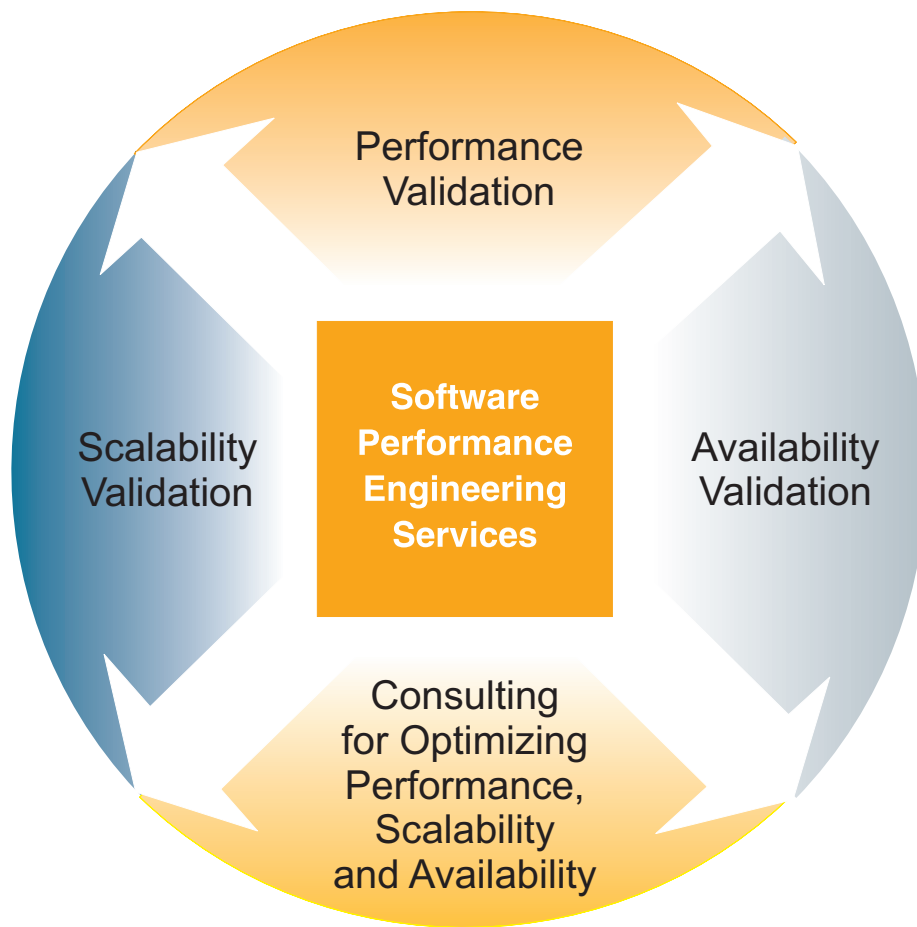 Performance
Validation
Scalability
Validation
Software
Performance
Engineering
Services
Availability
Validation
Consulting
for Optimizing
Performance,
Scalability
and Availability